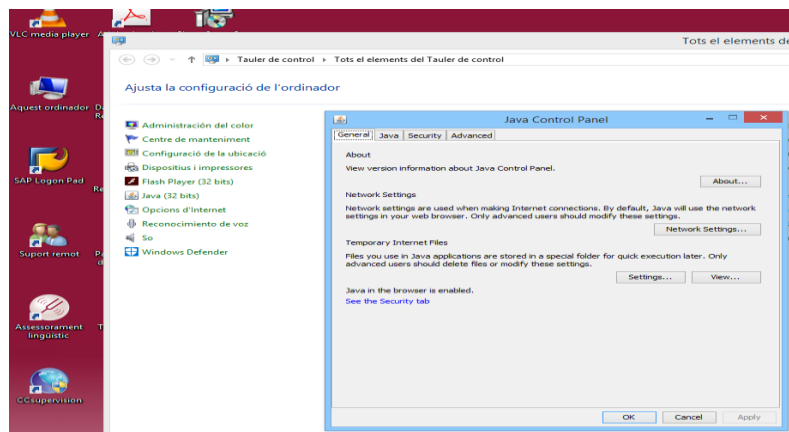 VLC media player
Aquest ordinador
SAP Logon Pad
Suport remot
Assessorament
lingüístic
CCsupervision
Tots el elements de
Tauler de control
Tots el elements del Tauler de control
Ajusta la configuració de l'ordinador
Administración del color
Centre de manteniment
Configuració de la ubicació
Dispositius i impressores
Flash Player (32 bits)
Java (32 bits)
Opcions d'Internet
Reconocimiento de voz
So
Windows Defender
Java Control Panel
General Java Security Advanced
About
View version information about Java Control Panel.
About...
Network Settings
Network settings are used when making Internet connections. By default, Java will use the network
settings in your web browser. Only advanced users should modify these settings.
Network Settings...
Temporary Internet Files
Files you use in Java applications are stored in a special folder for quick execution later. Only
advanced users should delete files or modify these settings.
Settings... View...
Java in the browser is enabled.
See the Security tab
OK Cancel Apply